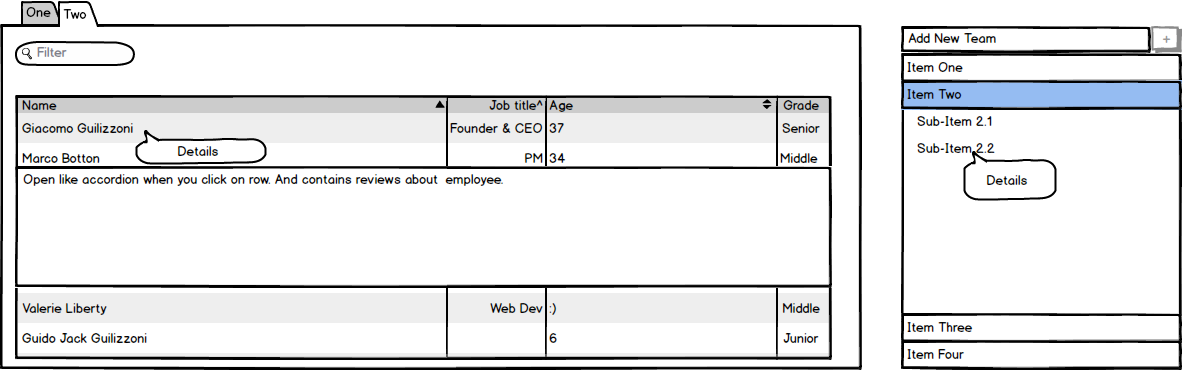 One Two
Filter
Name Job title^ Age Grade
Giacomo Guilizzoni Founder & CEO 37 Senior
Details
Marco Botton PM 34 Middle
Open like accordion when you click on row. And contains reviews about employee.
Valerie Liberty Web Dev :) Middle
Guido Jack Guilizzoni 6 Junior
Add New Team +
Item One
Item Two
Sub-Item 2.1
Sub-Item 2.2
Details
Item Three
Item Four